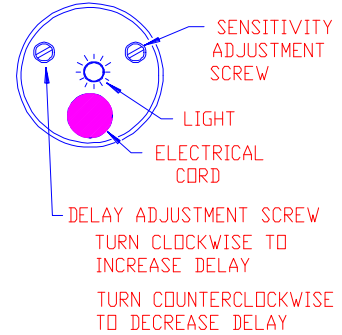 SENSITIVITY
ADJUSTMENT
SCREW
LIGHT
ELECTRICAL
CORD
DELAY ADJUSTMENT SCREW
TURN CLOCKWISE TO
INCREASE DELAY
TURN COUNTERCLOCKWISE
TO DECREASE DELAY